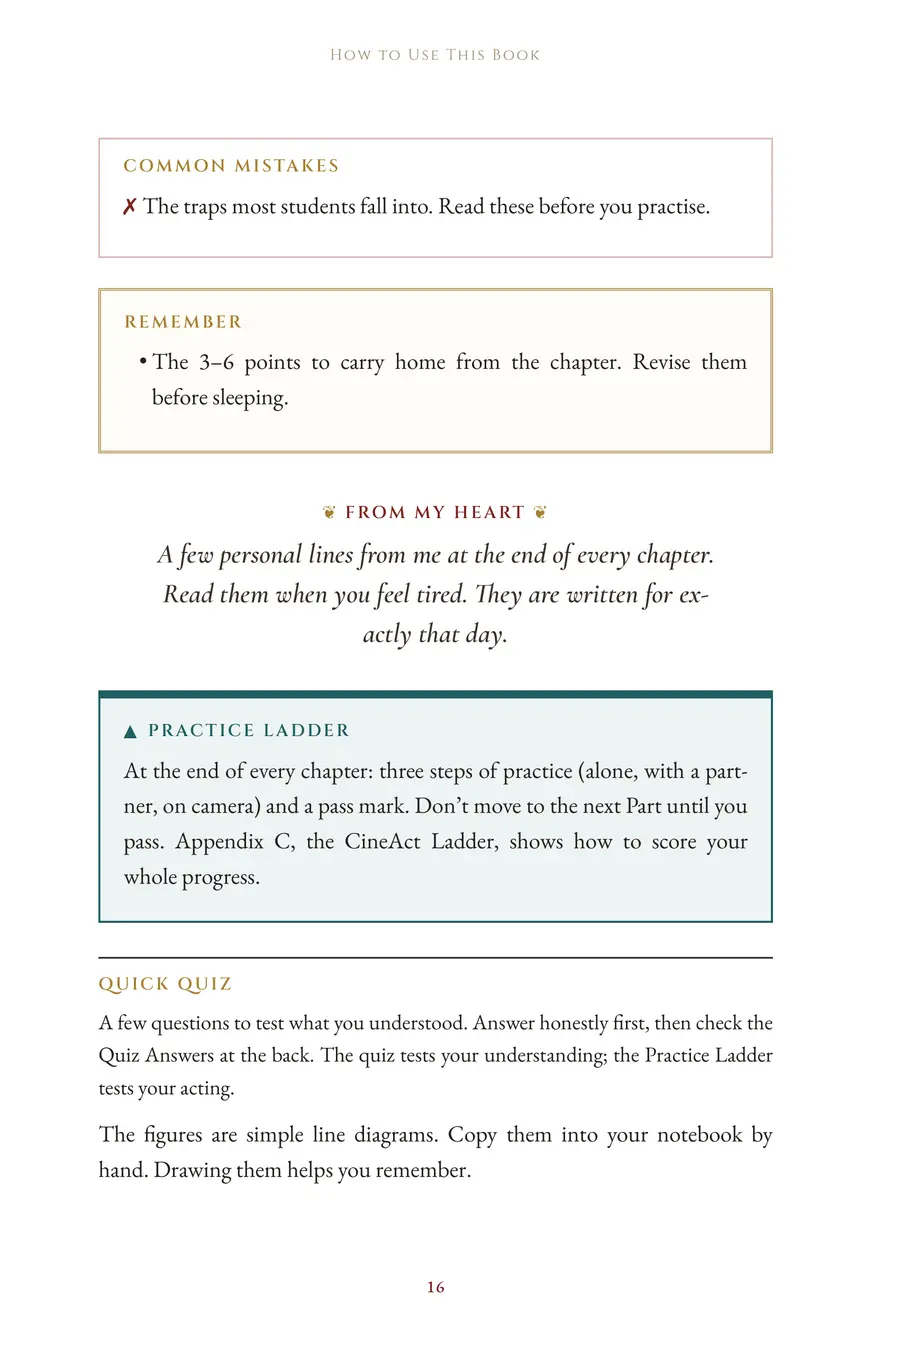 How to Use This Book
COMMON MISTAKES
✗ The traps most students fall into. Read these before you practise.
REMEMBER
• The 3–6 points to carry home from the chapter. Revise them
before sleeping.
❦ FROM MY HEART ❦
A few personal lines from me at the end of every chapter.
Read them when you feel tired. They are written for ex-
actly that day.
▲ PRACTICE LADDER
At the end of every chapter: three steps of practice (alone, with a part-
ner, on camera) and a pass mark. Don’t move to the next Part until you
pass. Appendix C, the CineAct Ladder, shows how to score your
whole progress.
QUICK QUIZ
A few questions to test what you understood. Answer honestly first, then check the
Quiz Answers at the back. The quiz tests your understanding; the Practice Ladder
tests your acting.
The figures are simple line diagrams. Copy them into your notebook by
hand. Drawing them helps you remember.
16